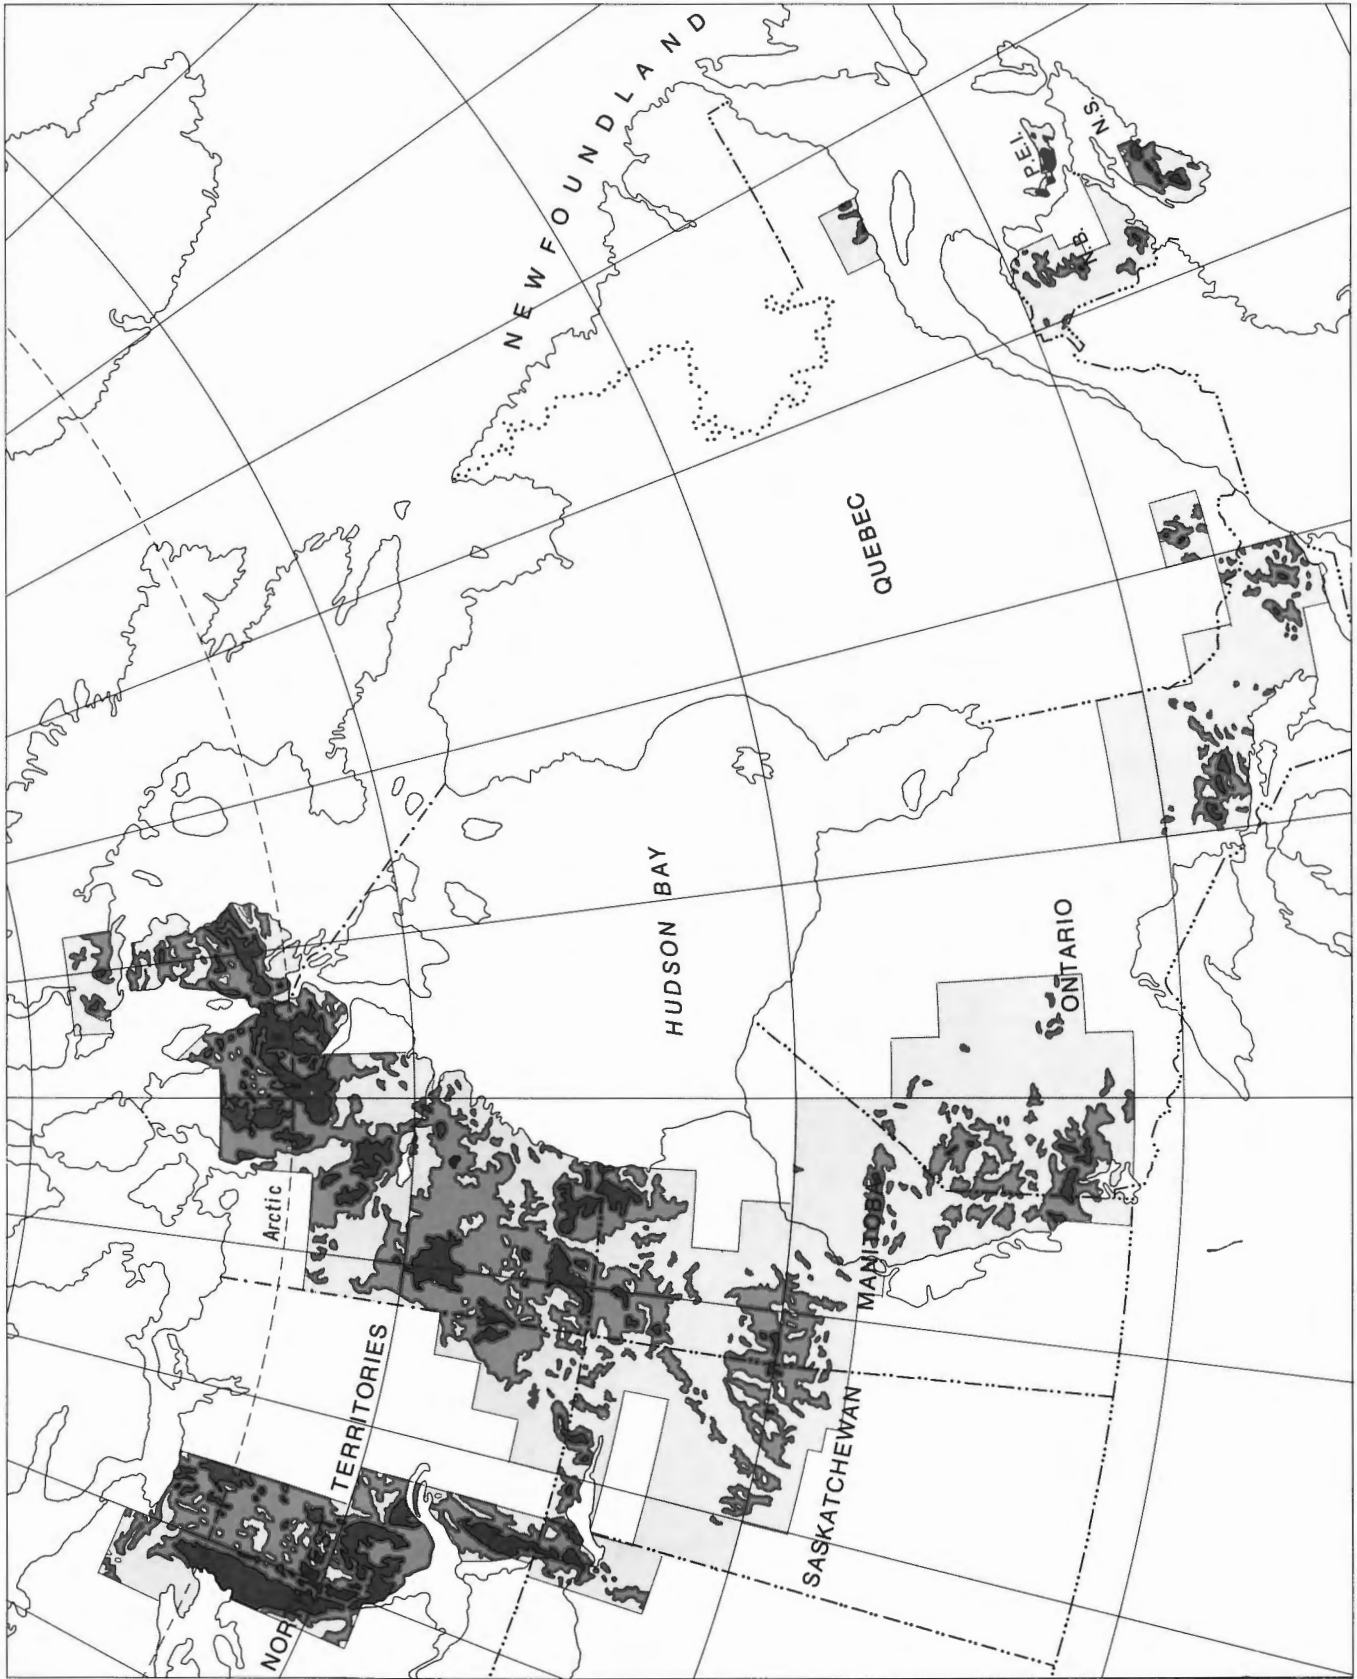 NEWFOUNDLAND
P.E.I.
N.S.
N.B.
QUEBEC
HUDSON BAY
ONTARIO
Arctic
MANITOBA
TERRITORIES
SASKATCHEWAN
NOR